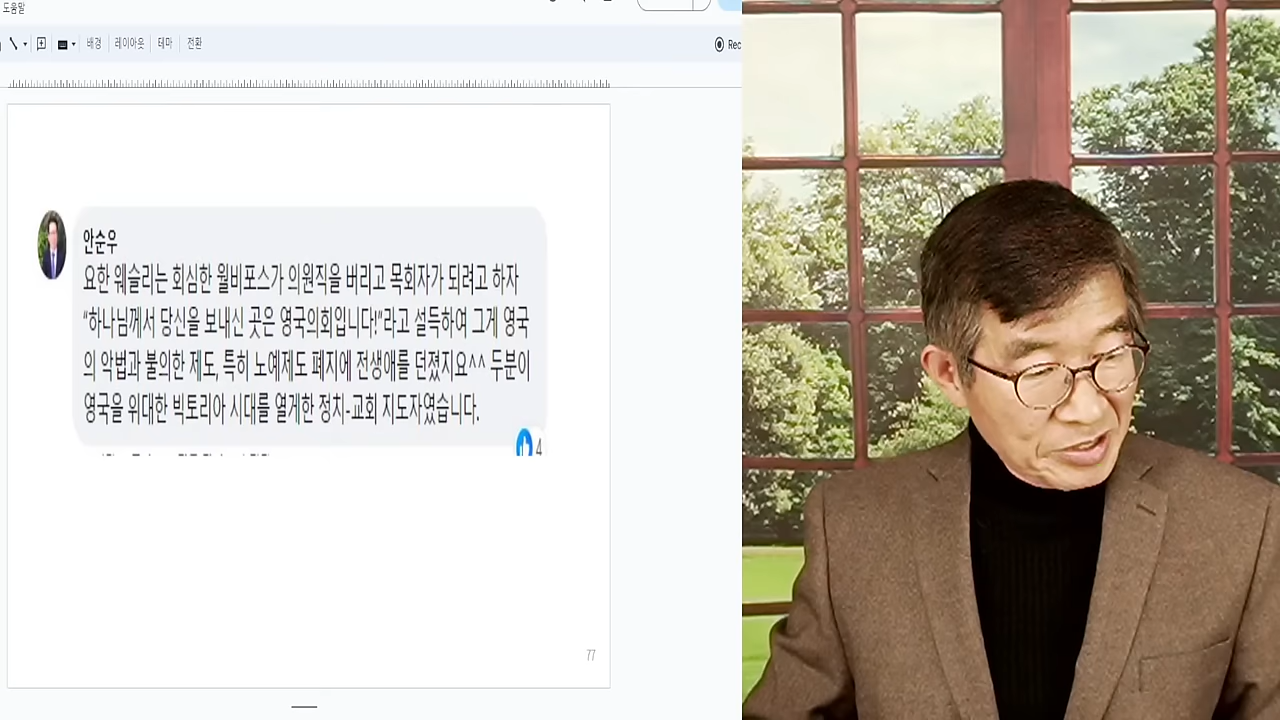 도움말
배경 레이아웃 테마 전환
Rec
안순우
요한 웨슬리는 회심한 윌비포스가 의원직을 버리고 목회자가 되려고 하자
“하나님께서 당신을 보내신 곳은 영국의회입니다!”라고 설득하여 그게 영국
의 악법과 불의한 제도, 특히 노예제도 폐지에 전생애를 던졌지요^^ 두분이
영국을 위대한 빅토리아 시대를 열게한 정치-교회 지도자였습니다.
4
77